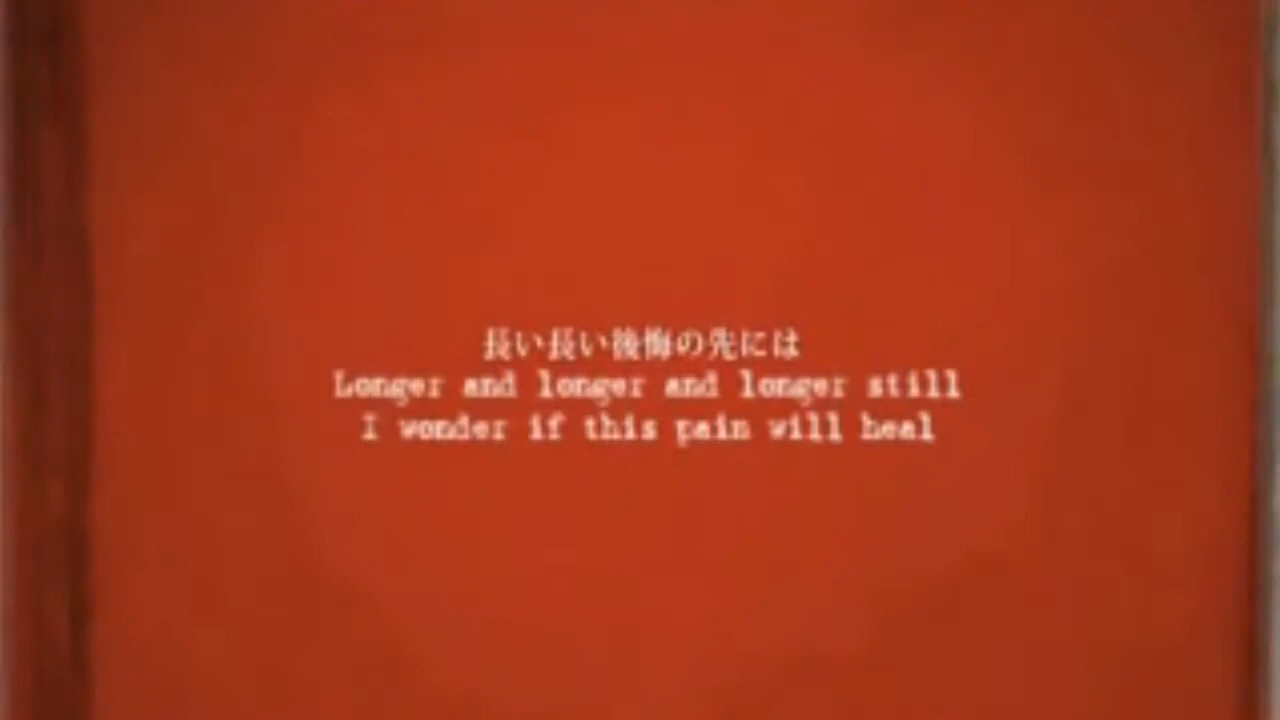 長い長い後悔の先には
Longer and longer and longer still
I wonder if this pain will heal